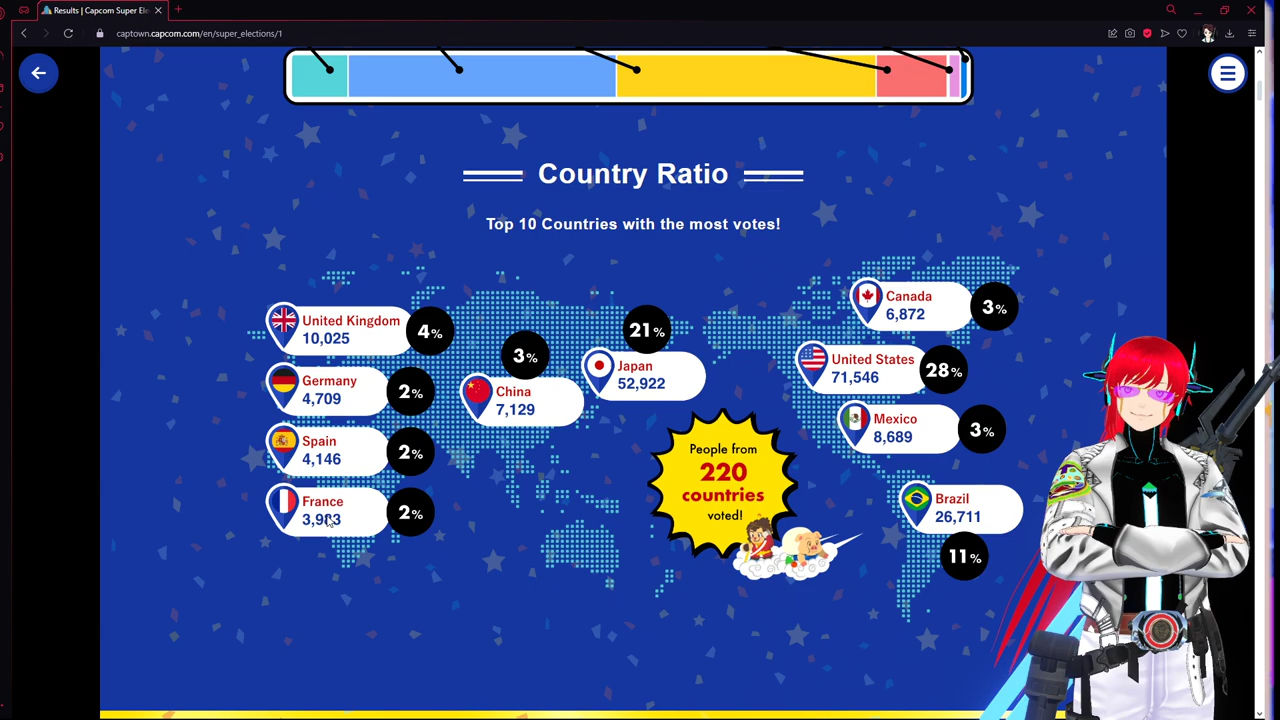 Results | Capcom Super Ele
captown.capcom.com/en/super_elections/1
Country Ratio
Top 10 Countries with the most votes!
United Kingdom
10,025
4%
Germany
4,709
2%
Spain
4,146
2%
France
2%
China
7,129
3%
Japan
52,922
21%
Canada
6,872
3%
United States
71,546
28%
Mexico
8,689
3%
Brazil
26,711
11%
People from
220
countries
voted!